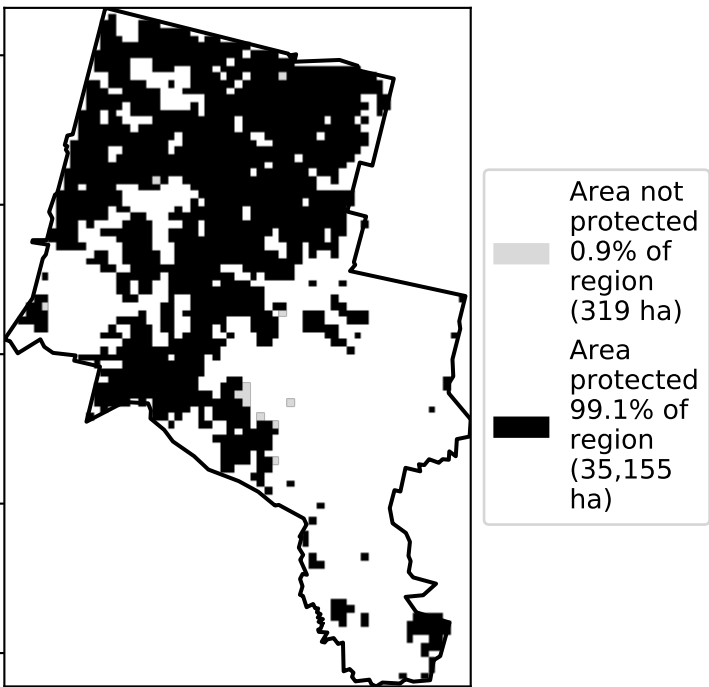 Area not
protected
0.9% of
region
(319 ha)
Area
protected
99.1% of
region
(35,155
ha)